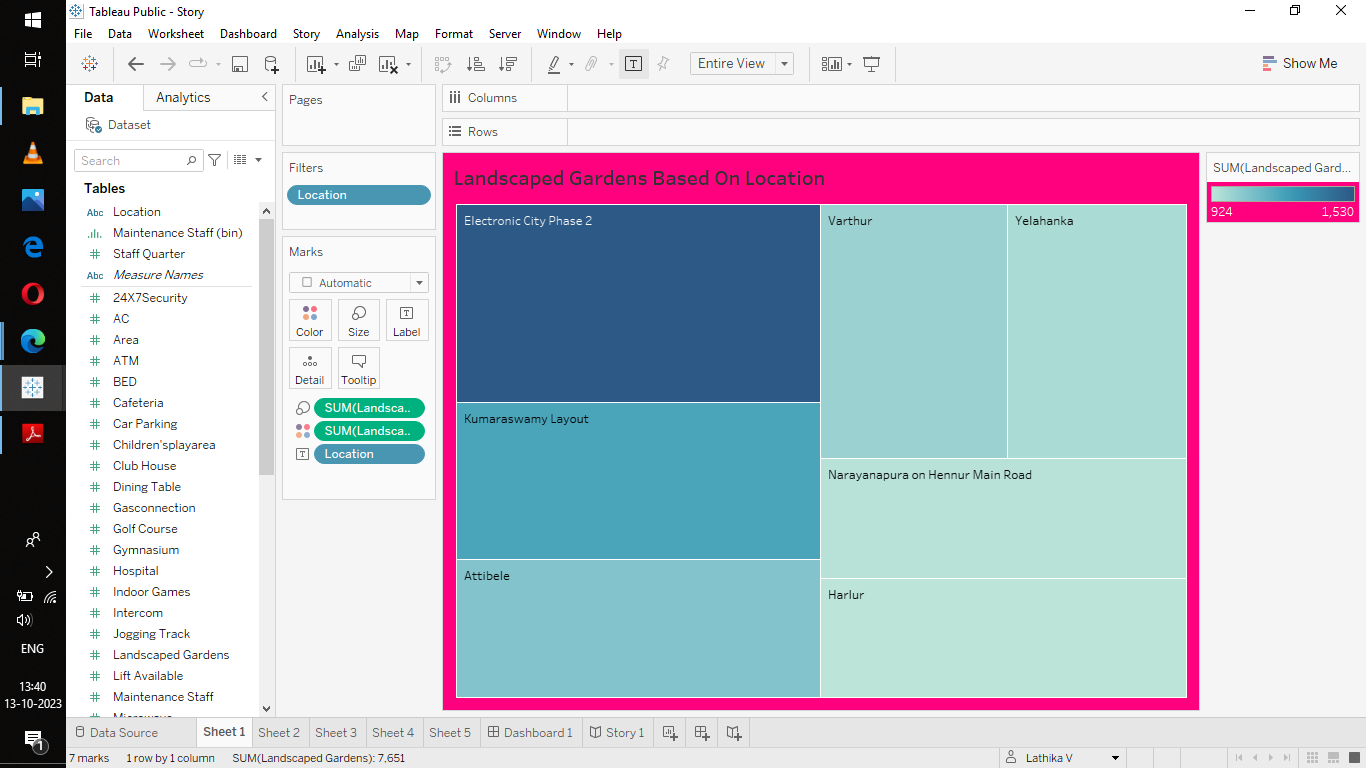 Tableau Public - Story
File Data Worksheet Dashboard Story Analysis Map Format Server Window Help
Entire View
Show Me
Data Analytics
Dataset
Search
Tables
Abc Location
Maintenance Staff (bin)
# Staff Quarter
Abc Measure Names
# 24X7Security
# AC
# Area
# ATM
# BED
# Cafeteria
# Car Parking
# Children'splayarea
# Club House
# Dining Table
# Gasconnection
# Golf Course
# Gymnasium
# Hospital
# Indoor Games
# Intercom
# Jogging Track
# Landscaped Gardens
# Lift Available
# Maintenance Staff
Pages
Filters
Location
Marks
Automatic
Color Size Label
Detail Tooltip
SUM(Landsca..
SUM(Landsca..
Location
Columns
Rows
Landscaped Gardens Based On Location
Electronic City Phase 2
Kumaraswamy Layout
Attibele
Varthur
Yelahanka
Narayanapura on Hennur Main Road
Harlur
SUM(Landscaped Gard...
924 1,530
Data Source Sheet 1 Sheet 2 Sheet 3 Sheet 4 Sheet 5 Dashboard 1 Story 1
7 marks 1 row by 1 column SUM(Landscaped Gardens): 7,651
Lathika V
ENG
13:40
13-10-2023
1